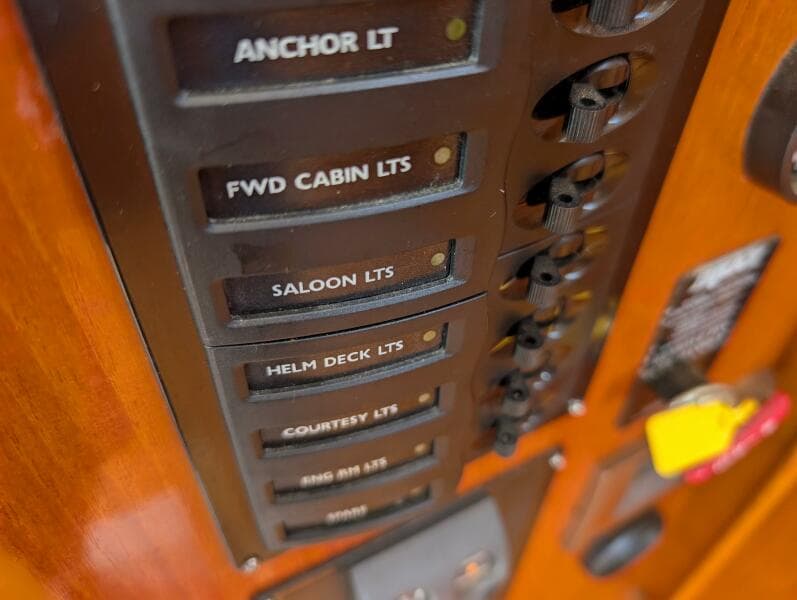 ANCHOR LT
FWD CABIN LTS
SALOON LTS
HELM DECK LTS
COURTESY LTS
ENG RM LTS
SPARE